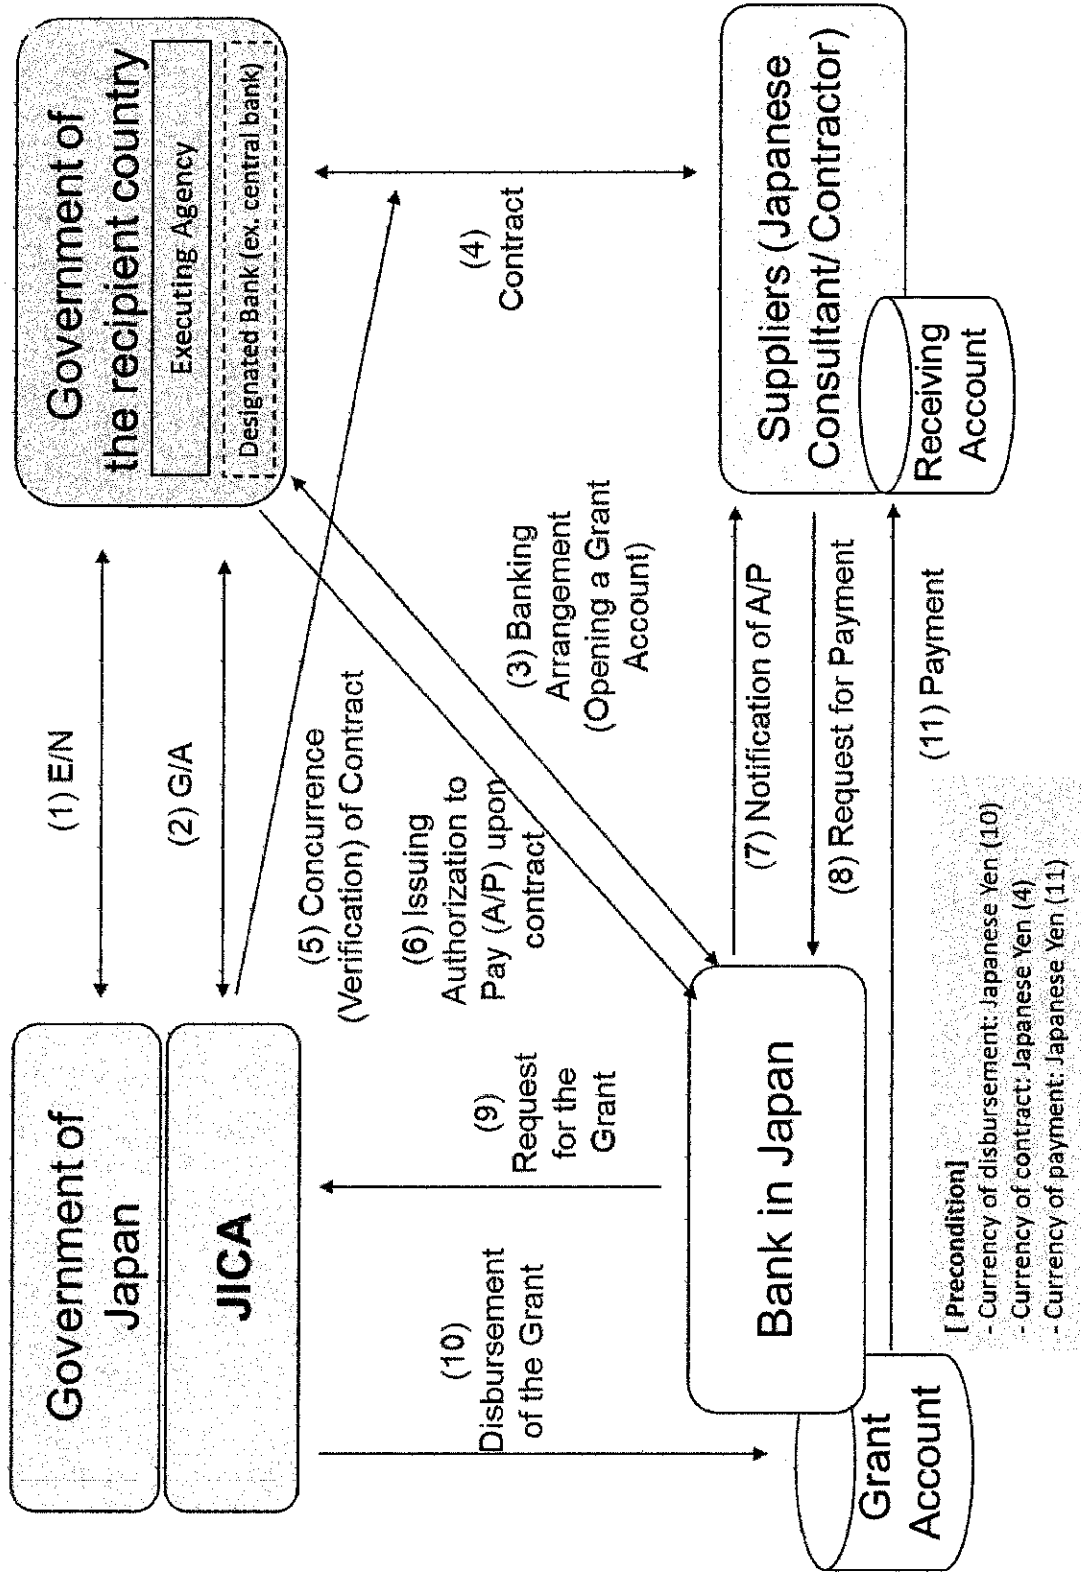 Government of
Japan
JICA
(1) E/N
(2) G/A
Government of
the recipient country
Executing Agency
Designated Bank (ex. central bank)
(5) Concurrence
(Verification) of Contract
(6) Issuing
Authorization to
Pay (A/P) upon
contract
(9)
Request
for the
Grant
(10)
Disbursement
of the Grant
(3) Banking
Arrangement
(Opening a Grant
Account)
(4)
Contract
Bank in Japan
Grant
Account
(7) Notification of A/P
(8) Request for Payment
(11) Payment
Suppliers (Japanese
Consultant/ Contractor)
Receiving
Account
[ Precondition]
- Currency of disbursement: Japanese Yen (10)
- Currency of contract: Japanese Yen (4)
- Currency of payment: Japanese Yen (11)